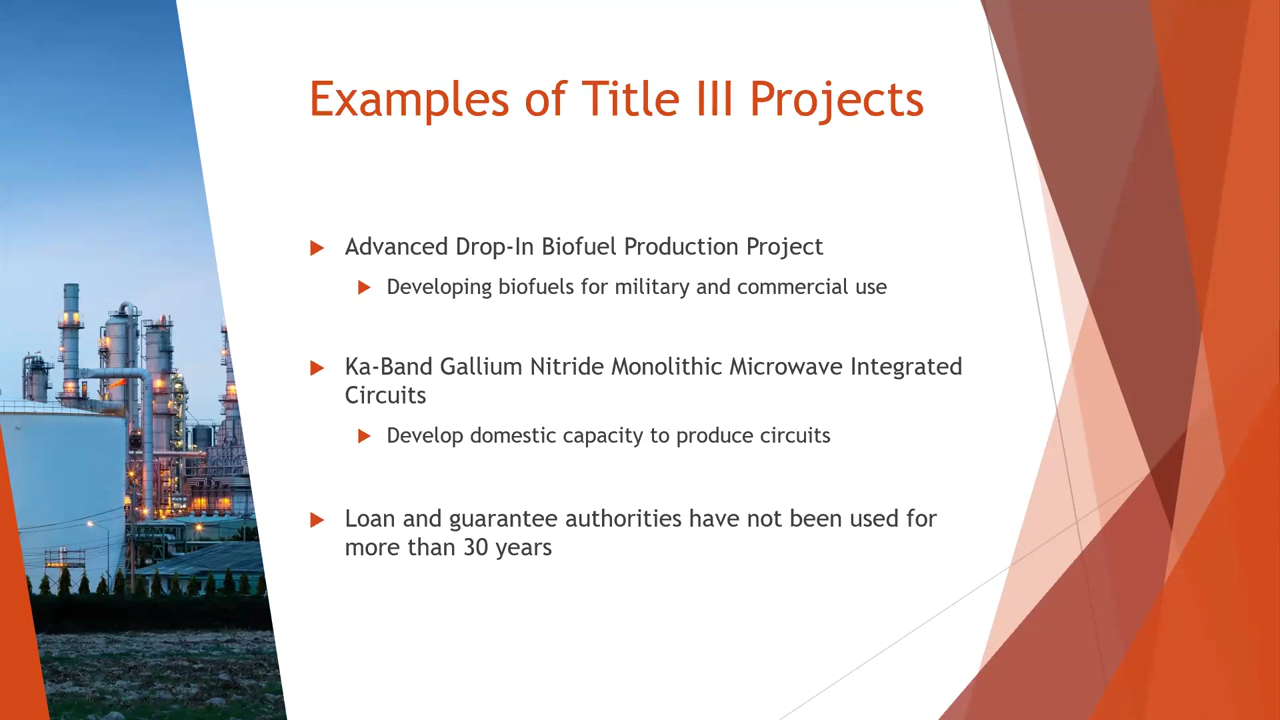 Examples of Title III Projects
Advanced Drop-In Biofuel Production Project
Developing biofuels for military and commercial use
Ka-Band Gallium Nitride Monolithic Microwave Integrated
Circuits
Develop domestic capacity to produce circuits
Loan and guarantee authorities have not been used for
more than 30 years